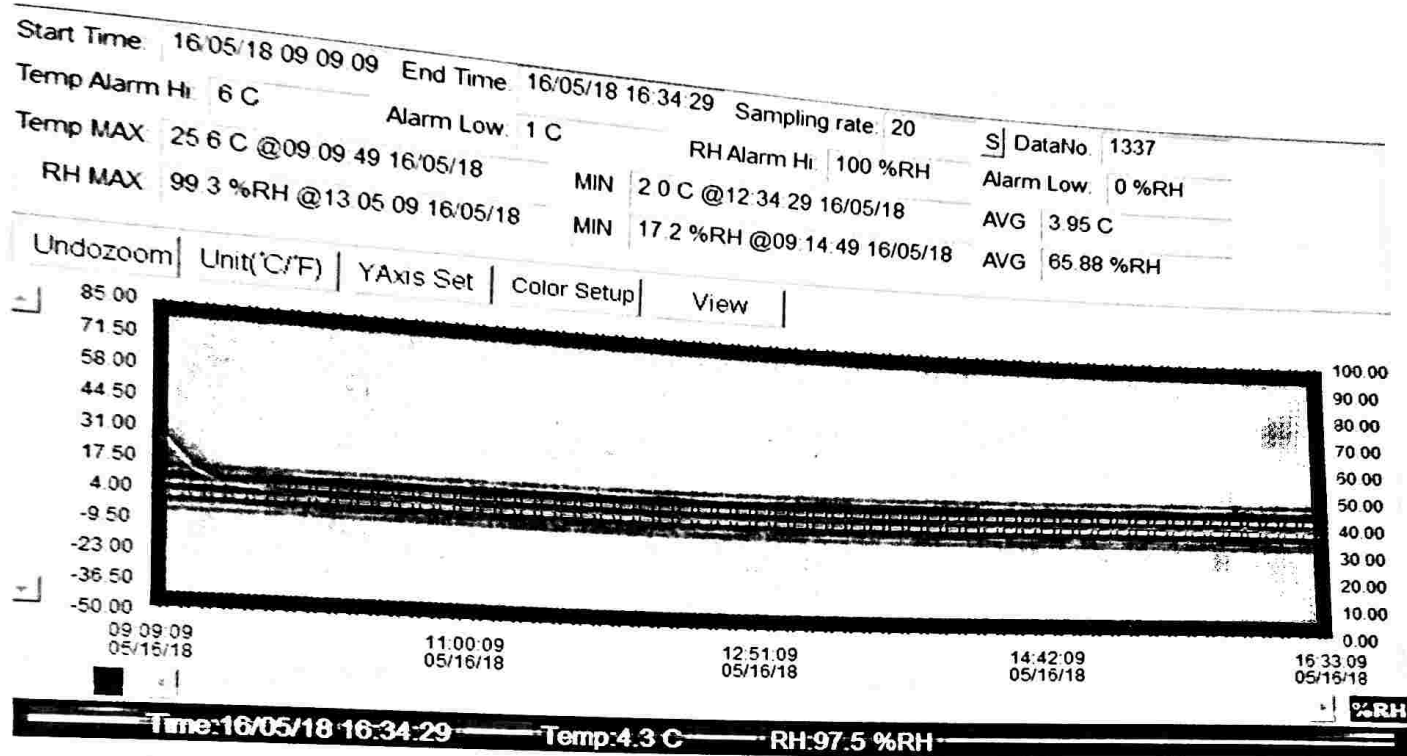 Start Time: 16/05/18 09 09.09 End Time: 16/05/18 16:34:29 Sampling rate: 20 S DataNo. 1337
Temp Alarm Hi: 6 C Alarm Low: 1 C RH Alarm Hi: 100 %RH Alarm Low: 0 %RH
Temp MAX 25 6 C @09 09 49 16/05/18 MIN 2 0 C @12:34 29 16/05/18 AVG 3.95 C
RH MAX 99.3 %RH @13 05 09 16/05/18 MIN 17.2 %RH @09:14:49 16/05/18 AVG 65.88 %RH
Undozoom Unit(°C/°F) YAxis Set Color Setup View
85.00
71.50
58.00
44 50
31.00
17.50
4.00
-9.50
-23.00
-36.50
-50.00
100.00
90 00
80.00
70 00
60.00
50.00
40.00
30 00
20.00
10.00
0.00
09:09:09 11:00:09 12:51:09 14:42:09 16:33:09
05/16/18 05/16/18 05/16/18 05/16/18 05/16/18
%RH
Time:16/05/18 16:34:29 Temp:4.3 C RH:97.5 %RH